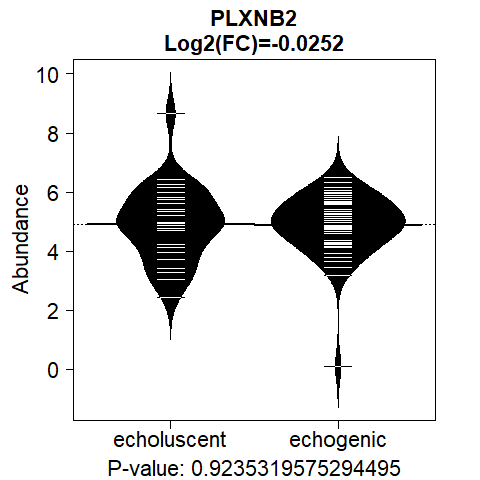 PLXNB2
Log2(FC)=-0.0252
Abundance
10
8
6
4
2
0
echoluscent echogenic
P-value: 0.9235319575294495